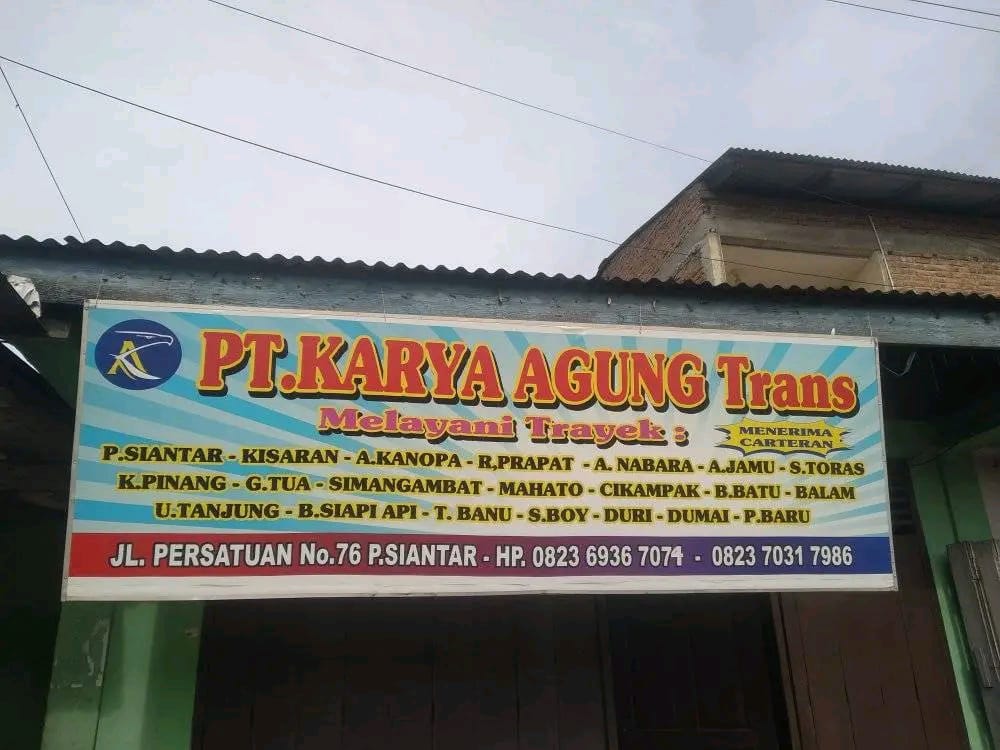 PT.KARYA AGUNG Trans
Melayani Trayek :
MENERIMA
CARTERAN
P.SIANTAR - KISARAN - A.KANOPA - R,PRAPAT - A. NABARA - A.JAMU - S.TORAS
K.PINANG - G.TUA - SIMANGAMBAT - MAHATO - CIKAMPAK - B.BATU - BALAM
U.TANJUNG - B.SIAPI API - T. BANU - S.BOY - DURI - DUMAI - P.BARU
JL. PERSATUAN No.76 P.SIANTAR - HP. 0823 6936 7074 - 0823 7031 7986